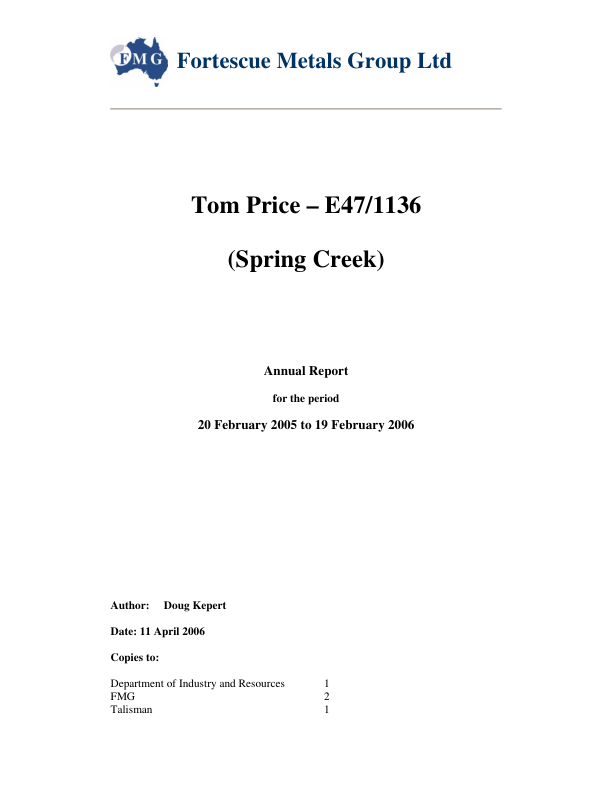 FMG Fortescue Metals Group Ltd
Tom Price – E47/1136
(Spring Creek)
Annual Report
for the period
20 February 2005 to 19 February 2006
Author: Doug Kepert
Date: 11 April 2006
Copies to:
Department of Industry and Resources 1
FMG 2
Talisman 1